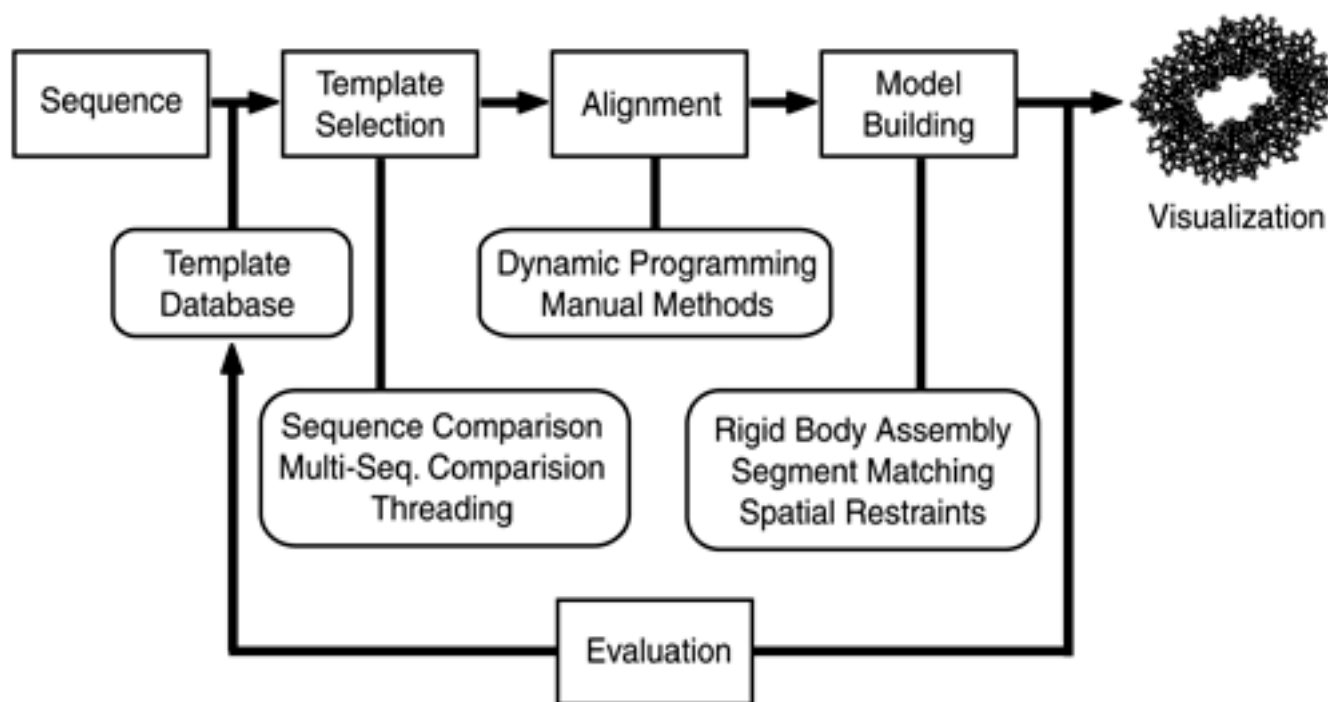 Sequence
Template
Selection
Alignment
Model
Building
Visualization
Template
Database
Dynamic Programming
Manual Methods
Sequence Comparison
Multi-Seq. Comparision
Threading
Rigid Body Assembly
Segment Matching
Spatial Restraints
Evaluation